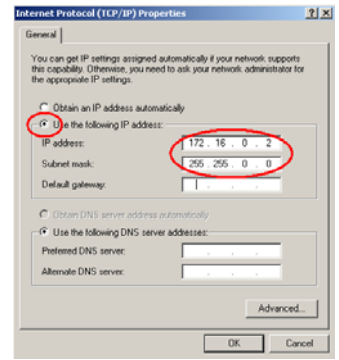 Internet Protocol (TCP/IP) Properties
General
You can get IP settings assigned automatically if your network supports
this capability. Otherwise, you need to ask your network administrator for
the appropriate IP settings.
Obtain an IP address automatically
Use the following IP address:
IP address: 172 . 16 . 0 . 2
Subnet mask: 255 . 255 . 0 . 0
Default gateway: . . .
Obtain DNS server address automatically
Use the following DNS server addresses:
Preferred DNS server: . . .
Alternate DNS server: . . .
Advanced...
OK Cancel